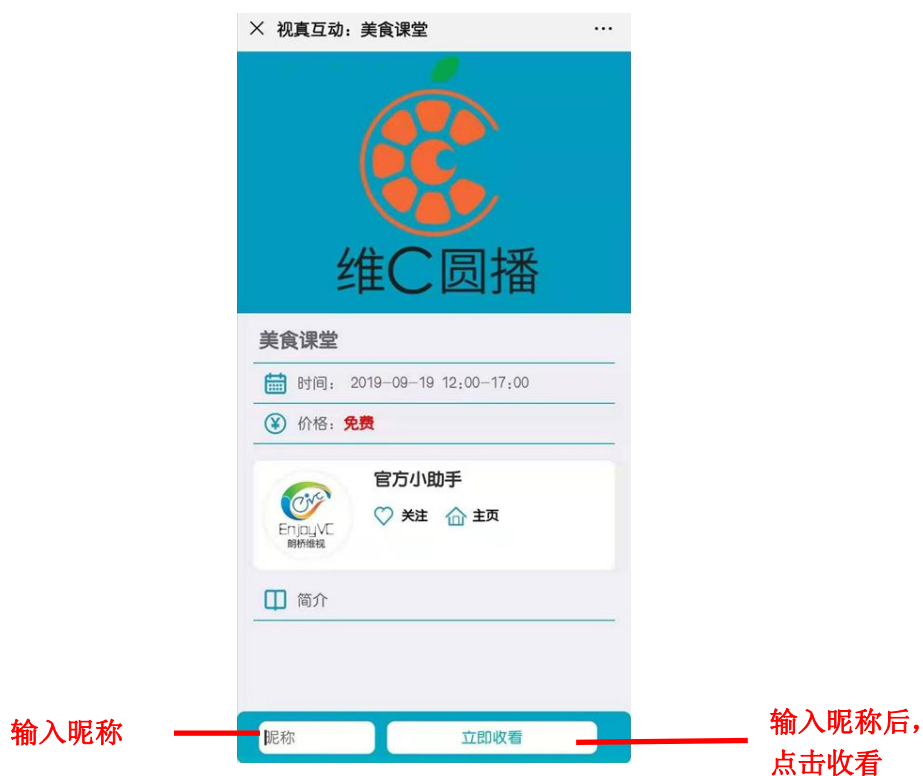 视真互动：美食课堂
维C圆播
美食课堂
时间： 2019-09-19 12:00-17:00
价格：免费
官方小助手
关注 主页
EnjoyVC
朗桥维视
简介
输入昵称
昵称
立即收看
输入昵称后，
点击收看